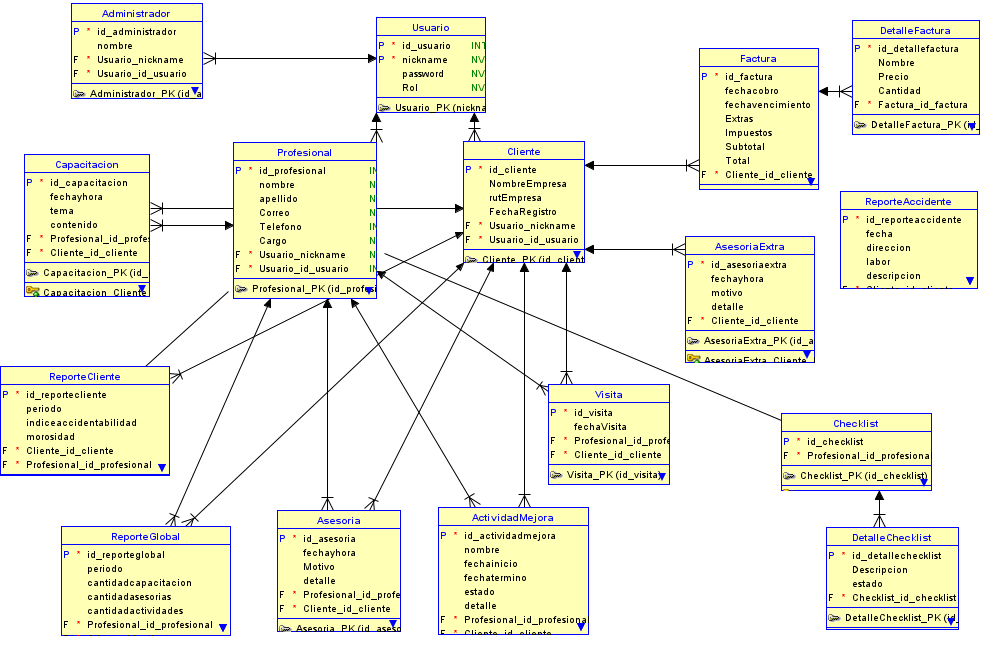 Administrador
P * id_administrador
nombre
F * Usuario_nickname
F * Usuario_id_usuario
Administrador_PK (id_a
Usuario
P * id_usuario INT
P * nickname NV
password NV
Rol NV
Usuario_PK (nickna
Factura
P * id_factura
fechacobro
fechavencimiento
Extras
Impuestos
Subtotal
Total
F * Cliente_id_cliente
DetalleFactura
P * id_detallefactura
Nombre
Precio
Cantidad
F * Factura_id_factura
DetalleFactura_PK (id_
Capacitacion
P * id_capacitacion
fechayhora
tema
contenido
F * Profesional_id_profes
F * Cliente_id_cliente
Capacitacion_PK (id_
Capacitacion_Cliente
Profesional
P * id_profesional IN
nombre N
apellido N
Correo N
Telefono IN
Cargo N
F * Usuario_nickname N
F * Usuario_id_usuario IN
Profesional_PK (id_profesi
Cliente
P * id_cliente
NombreEmpresa
rutEmpresa
FechaRegistro
F * Usuario_nickname
F * Usuario_id_usuario
Cliente_PK (id_client
ReporteAccidente
P * id_reporteaccidente
fecha
direccion
labor
descripcion
AsesoriaExtra
P * id_asesoriaextra
fechayhora
motivo
detalle
F * Cliente_id_cliente
AsesoriaExtra_PK (id_a
AsesoriaExtra_Cliente
ReporteCliente
P * id_reportecliente
periodo
indiceaccidentabilidad
morosidad
F * Cliente_id_cliente
F * Profesional_id_profesional
Visita
P * id_visita
fechaVisita
F * Profesional_id_profe
F * Cliente_id_cliente
Visita_PK (id_visita)
Checklist
P * id_checklist
F * Profesional_id_profesiona
Checklist_PK (id_checklist)
ReporteGlobal
P * id_reporteglobal
periodo
cantidadcapacitacion
cantidadasesorias
cantidadactividades
F * Profesional_id_profesional
Asesoria
P * id_asesoria
fechayhora
Motivo
detalle
F * Profesional_id_profe
F * Cliente_id_cliente
Asesoria_PK (id_aseso
ActividadMejora
P * id_actividadmejora
nombre
fechainicio
fechatermino
estado
detalle
F * Profesional_id_profesional
F * Cliente_id_cliente
DetalleChecklist
P * id_detallechecklist
Descripcion
estado
F * Checklist_id_checklist
DetalleChecklist_PK (id_